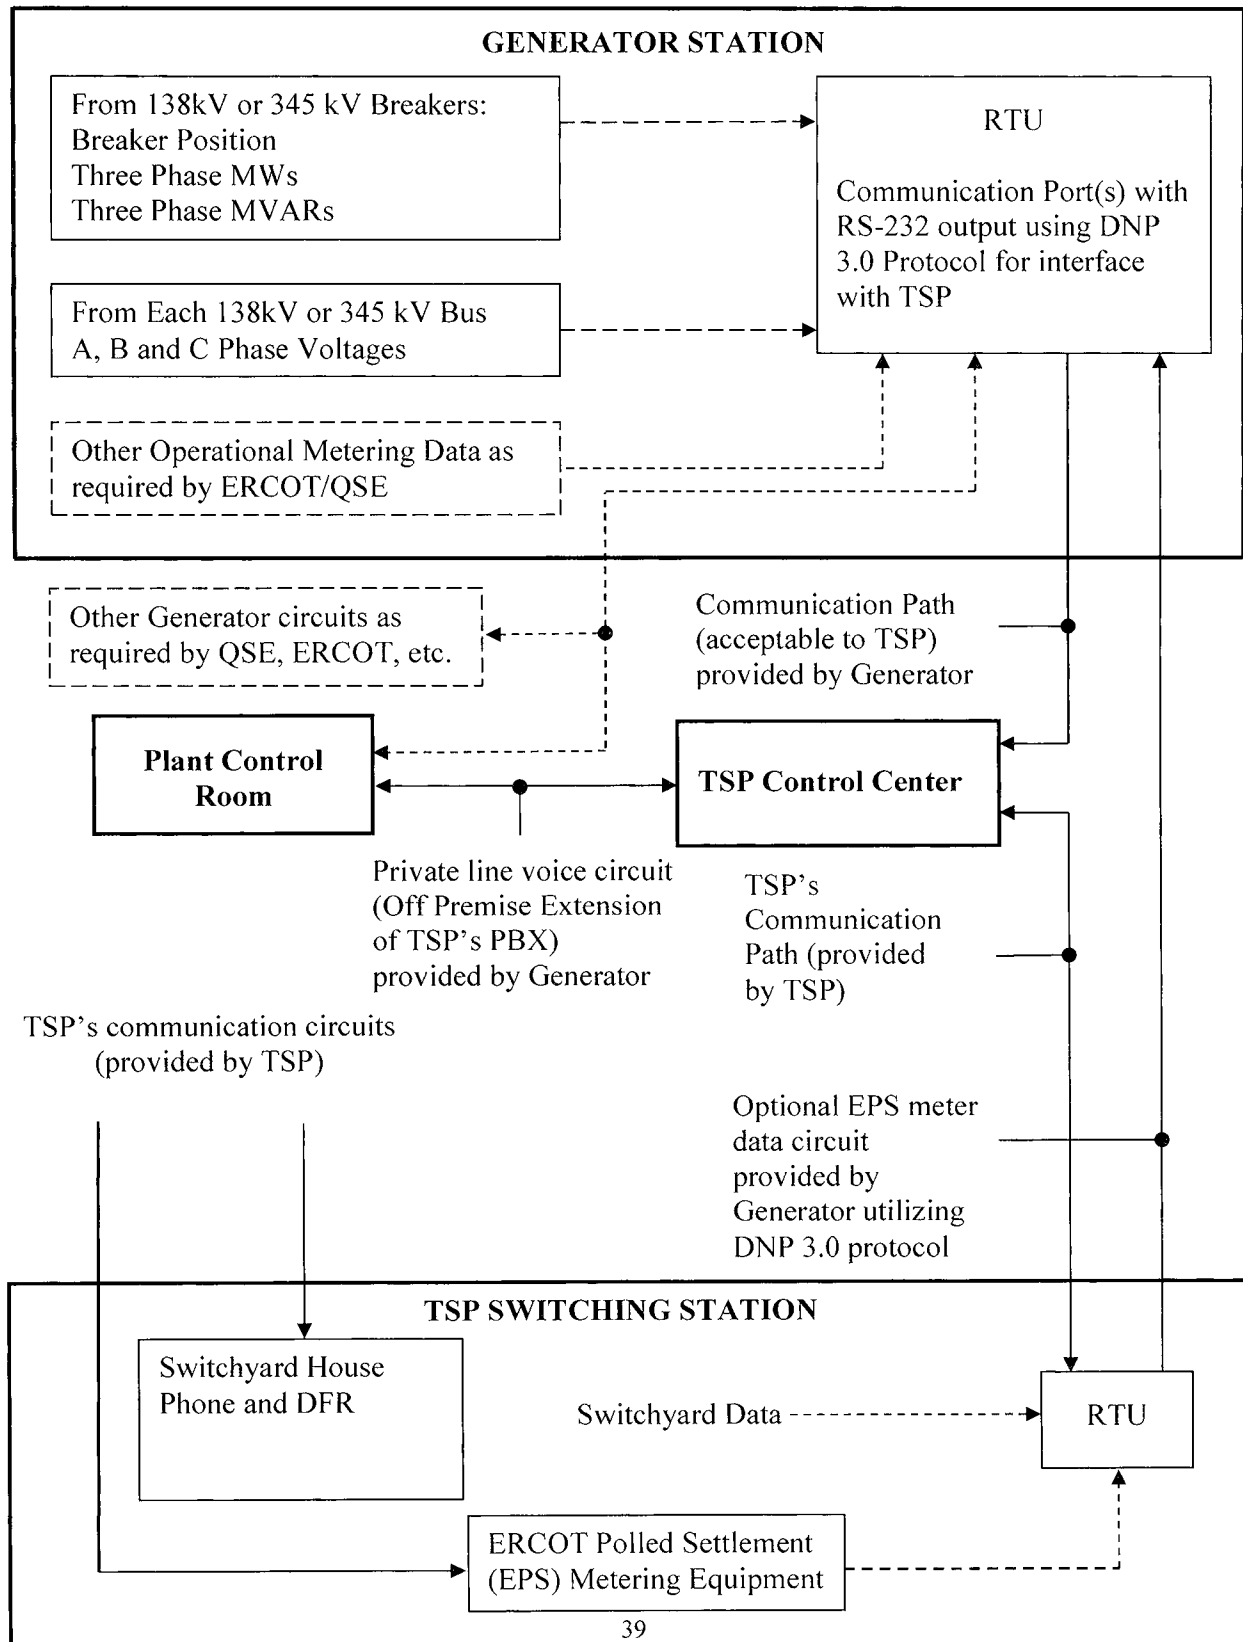 GENERATOR STATION
From 138kV or 345 kV Breakers:
Breaker Position
Three Phase MWs
Three Phase MVARs
RTU
Communication Port(s) with
RS-232 output using DNP
3.0 Protocol for interface
with TSP
From Each 138kV or 345 kV Bus
A, B and C Phase Voltages
Other Operational Metering Data as
required by ERCOT/QSE
Other Generator circuits as
required by QSE, ERCOT, etc.
Communication Path
(acceptable to TSP)
provided by Generator
Plant Control
Room
TSP Control Center
Private line voice circuit
(Off Premise Extension
of TSP’s PBX)
provided by Generator
TSP’s
Communication
Path (provided
by TSP)
TSP’s communication circuits
(provided by TSP)
Optional EPS meter
data circuit
provided by
Generator utilizing
DNP 3.0 protocol
TSP SWITCHING STATION
Switchyard House
Phone and DFR
Switchyard Data
RTU
ERCOT Polled Settlement
(EPS) Metering Equipment
39